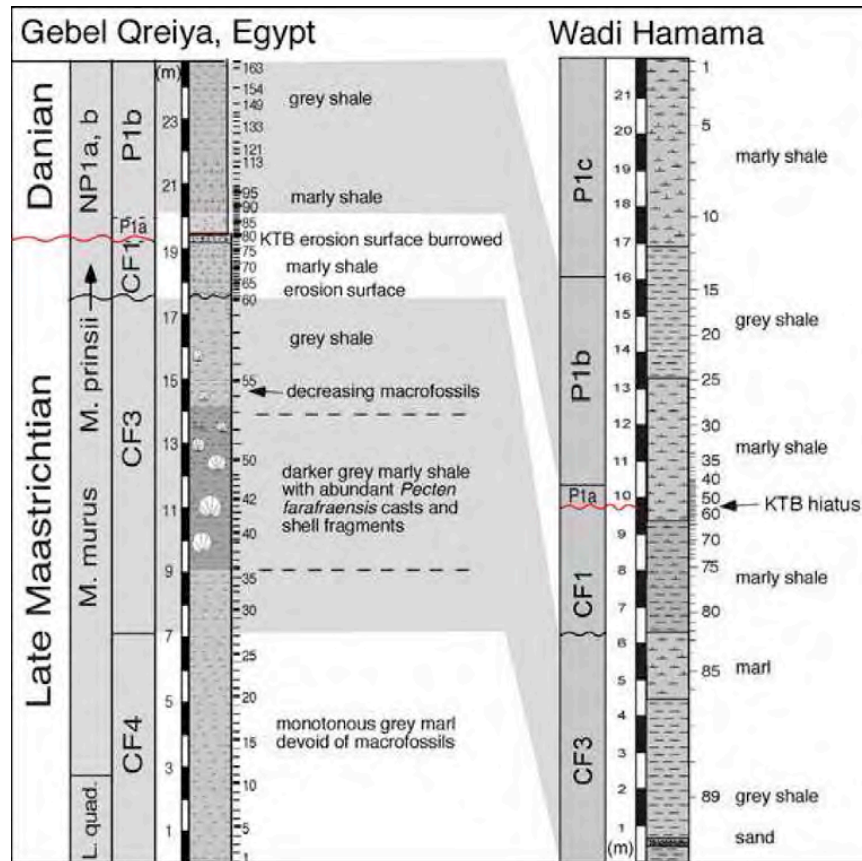 Gebel Qreiya, Egypt
Wadi Hamama
Danian
Late Maastrichtian
NP1a, b
M. prinsii
M. murus
L. quad.
P1b
P1a
CF1
CF3
CF4
(m)
23
21
19
17
15
13
11
9
7
5
3
1
163
154
149
133
121
113
95
90
85
80
75
70
65
60
55
50
42
40
35
30
25
20
15
10
5
1
grey shale
marly shale
KTB erosion surface burrowed
marly shale
erosion surface
grey shale
decreasing macrofossils
darker grey marly shale
with abundant Pecten
farafraensis casts and
shell fragments
monotonous grey marl
devoid of macrofossils
P1c
P1b
P1a
CF1
CF3
21
20
19
18
17
16
15
14
13
12
11
10
9
8
7
6
5
4
3
2
1
(m)
1
5
10
15
20
25
30
35
40
50
60
70
75
80
85
89
marly shale
grey shale
marly shale
KTB hiatus
marly shale
marl
grey shale
sand